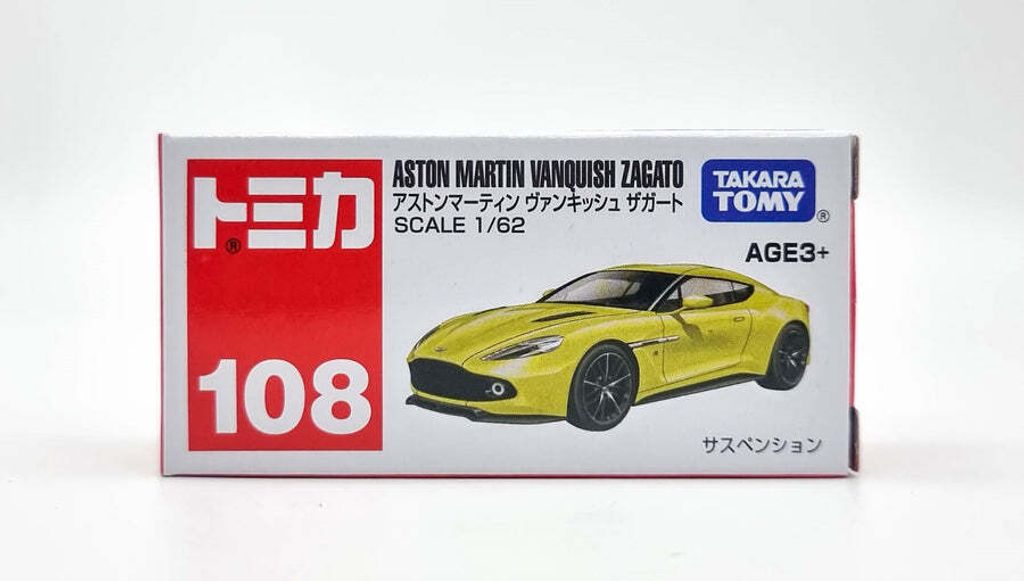 トミカ
®
108
ASTON MARTIN VANQUISH ZAGATO
アストンマーティン ヴァンキッシュ ザガート
SCALE 1/62
TAKARA
TOMY
®
AGE3+
サスペンション